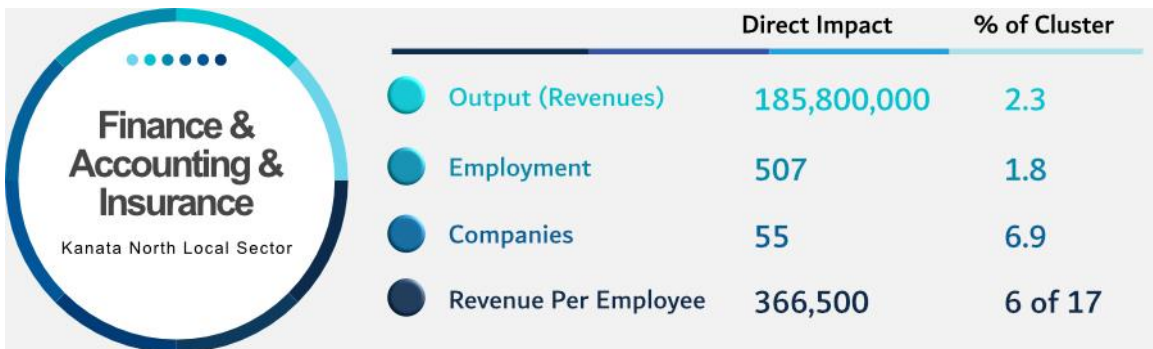 Finance &
Accounting &
Insurance
Kanata North Local Sector
Direct Impact % of Cluster
Output (Revenues) 185,800,000 2.3
Employment 507 1.8
Companies 55 6.9
Revenue Per Employee 366,500 6 of 17